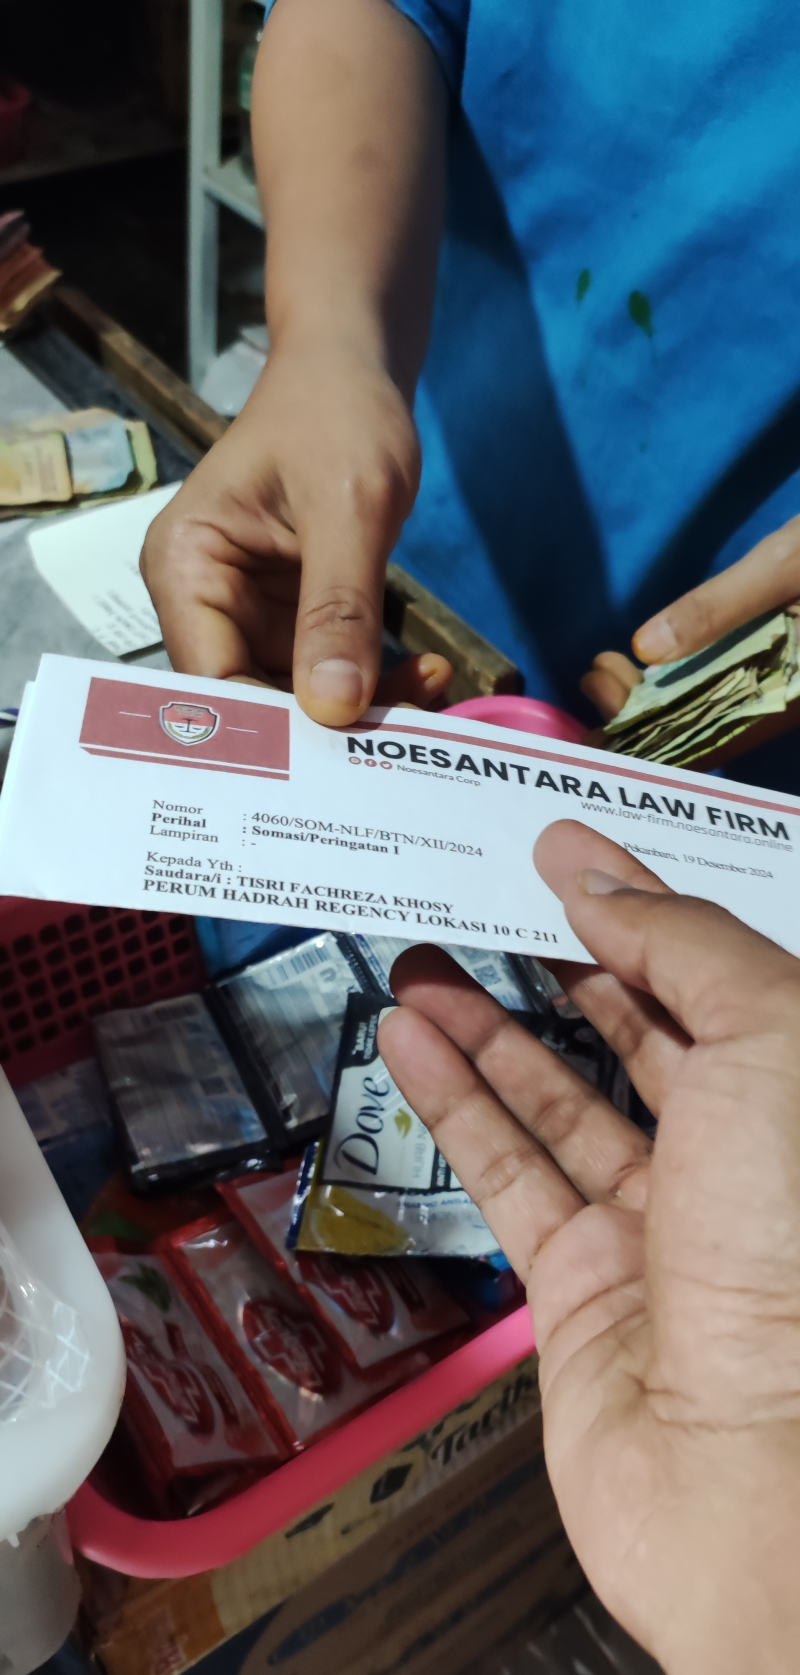 NOESANTARA LAW FIRM
Noesantara Corp
www.law-firm.noesantara.online
Nomor : 4060/SOM-NLF/BTN/XII/2024
Perihal : Somasi/Peringatan I
Lampiran : -
Pekanbaru, 19 Desember 2024
Kepada Yth :
Saudara/i : TISRI FACHREZA KHOSY
PERUM HADRAH REGENCY LOKASI 10 C 211
BARU!
Dove